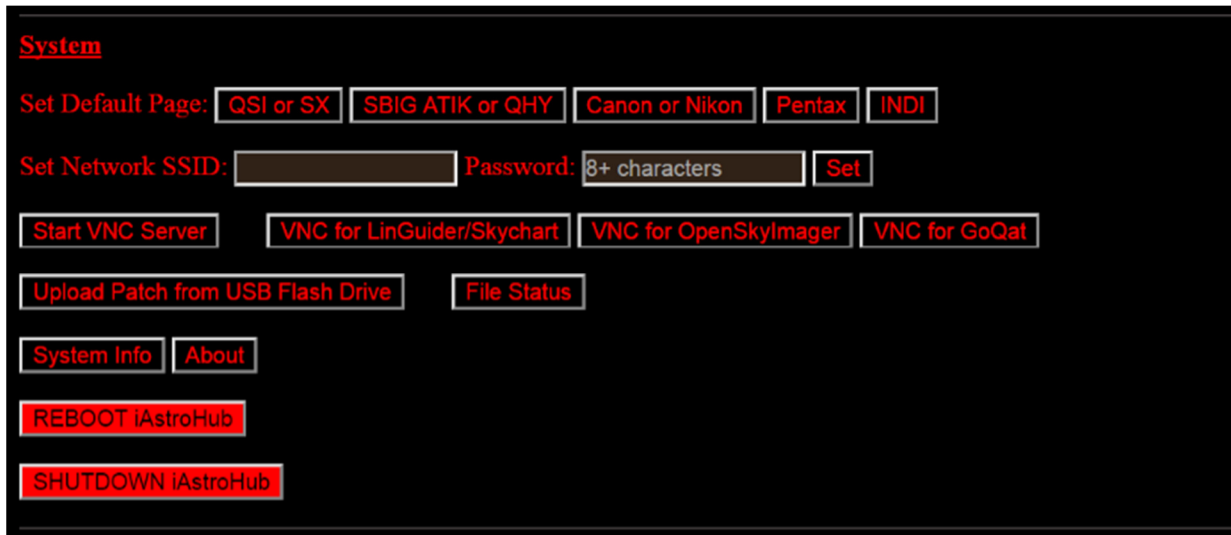 System
Set Default Page: QSI or SX SBIG ATIK or QHY Canon or Nikon Pentax INDI
Set Network SSID: Password: 8+ characters Set
Start VNC Server VNC for LinGuider/Skychart VNC for OpenSkyImager VNC for GoQat
Upload Patch from USB Flash Drive File Status
System Info About
REBOOT iAstroHub
SHUTDOWN iAstroHub